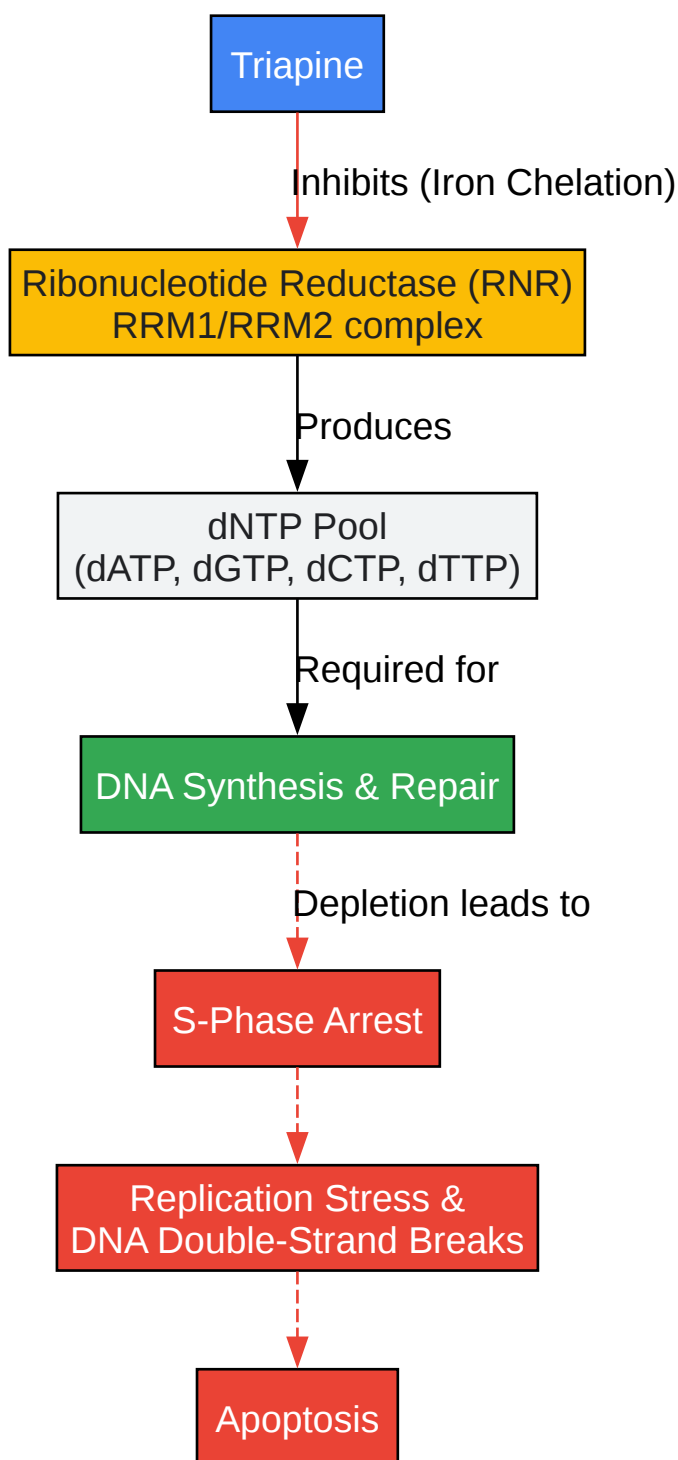 Triapine
Inhibits (Iron Chelation)
Ribonucleotide Reductase (RNR)
RRM1/RRM2 complex
Produces
dNTP Pool
(dATP, dGTP, dCTP, dTTP)
Required for
DNA Synthesis & Repair
Depletion leads to
S-Phase Arrest
Replication Stress &
DNA Double-Strand Breaks
Apoptosis